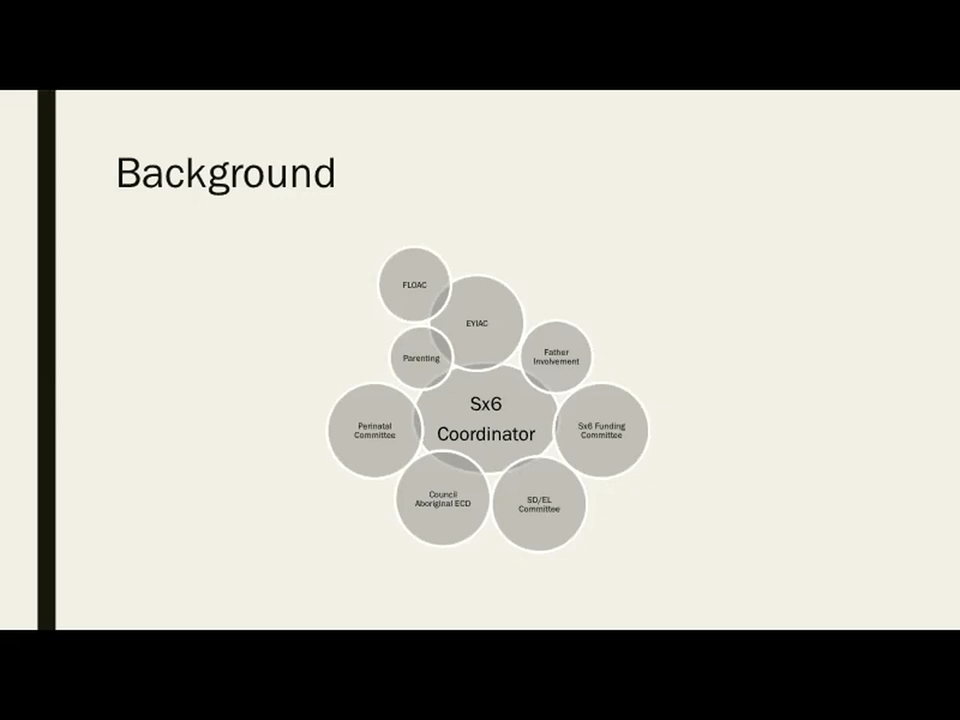 Background
FLOAC
EYIAC
Parenting
Father
Involvement
Sx6
Coordinator
Perinatal
Committee
Sx6 Funding
Committee
Council
Aboriginal ECD
SD/EL
Committee